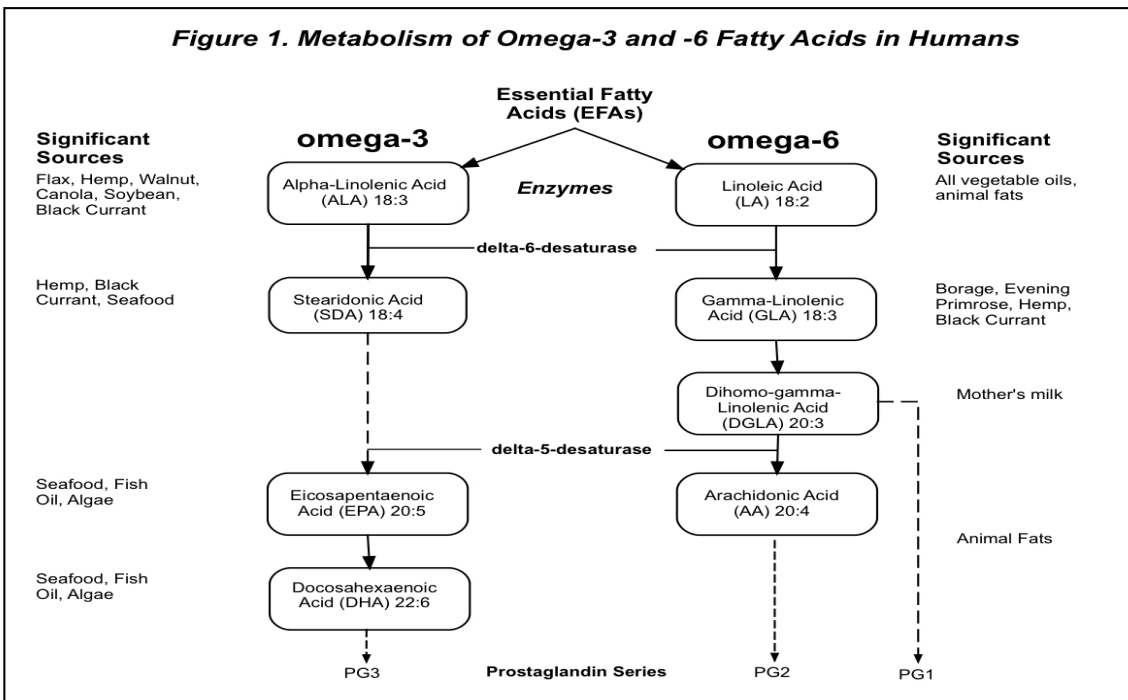 Figure 1. Metabolism of Omega-3 and -6 Fatty Acids in Humans
Essential Fatty
Acids (EFAs)
Significant
Sources
omega-3
omega-6
Significant
Sources
Flax, Hemp, Walnut,
Canola, Soybean,
Black Currant
Alpha-Linolenic Acid
(ALA) 18:3
Enzymes
Linoleic Acid
(LA) 18:2
All vegetable oils,
animal fats
delta-6-desaturase
Hemp, Black
Currant, Seafood
Stearidonic Acid
(SDA) 18:4
Gamma-Linolenic
Acid (GLA) 18:3
Borage, Evening
Primrose, Hemp,
Black Currant
Dihomo-gamma-
Linolenic Acid
(DGLA) 20:3
Mother's milk
delta-5-desaturase
Seafood, Fish
Oil, Algae
Eicosapentaenoic
Acid (EPA) 20:5
Arachidonic Acid
(AA) 20:4
Animal Fats
Seafood, Fish
Oil, Algae
Docosahexaenoic
Acid (DHA) 22:6
PG3
Prostaglandin Series
PG2
PG1